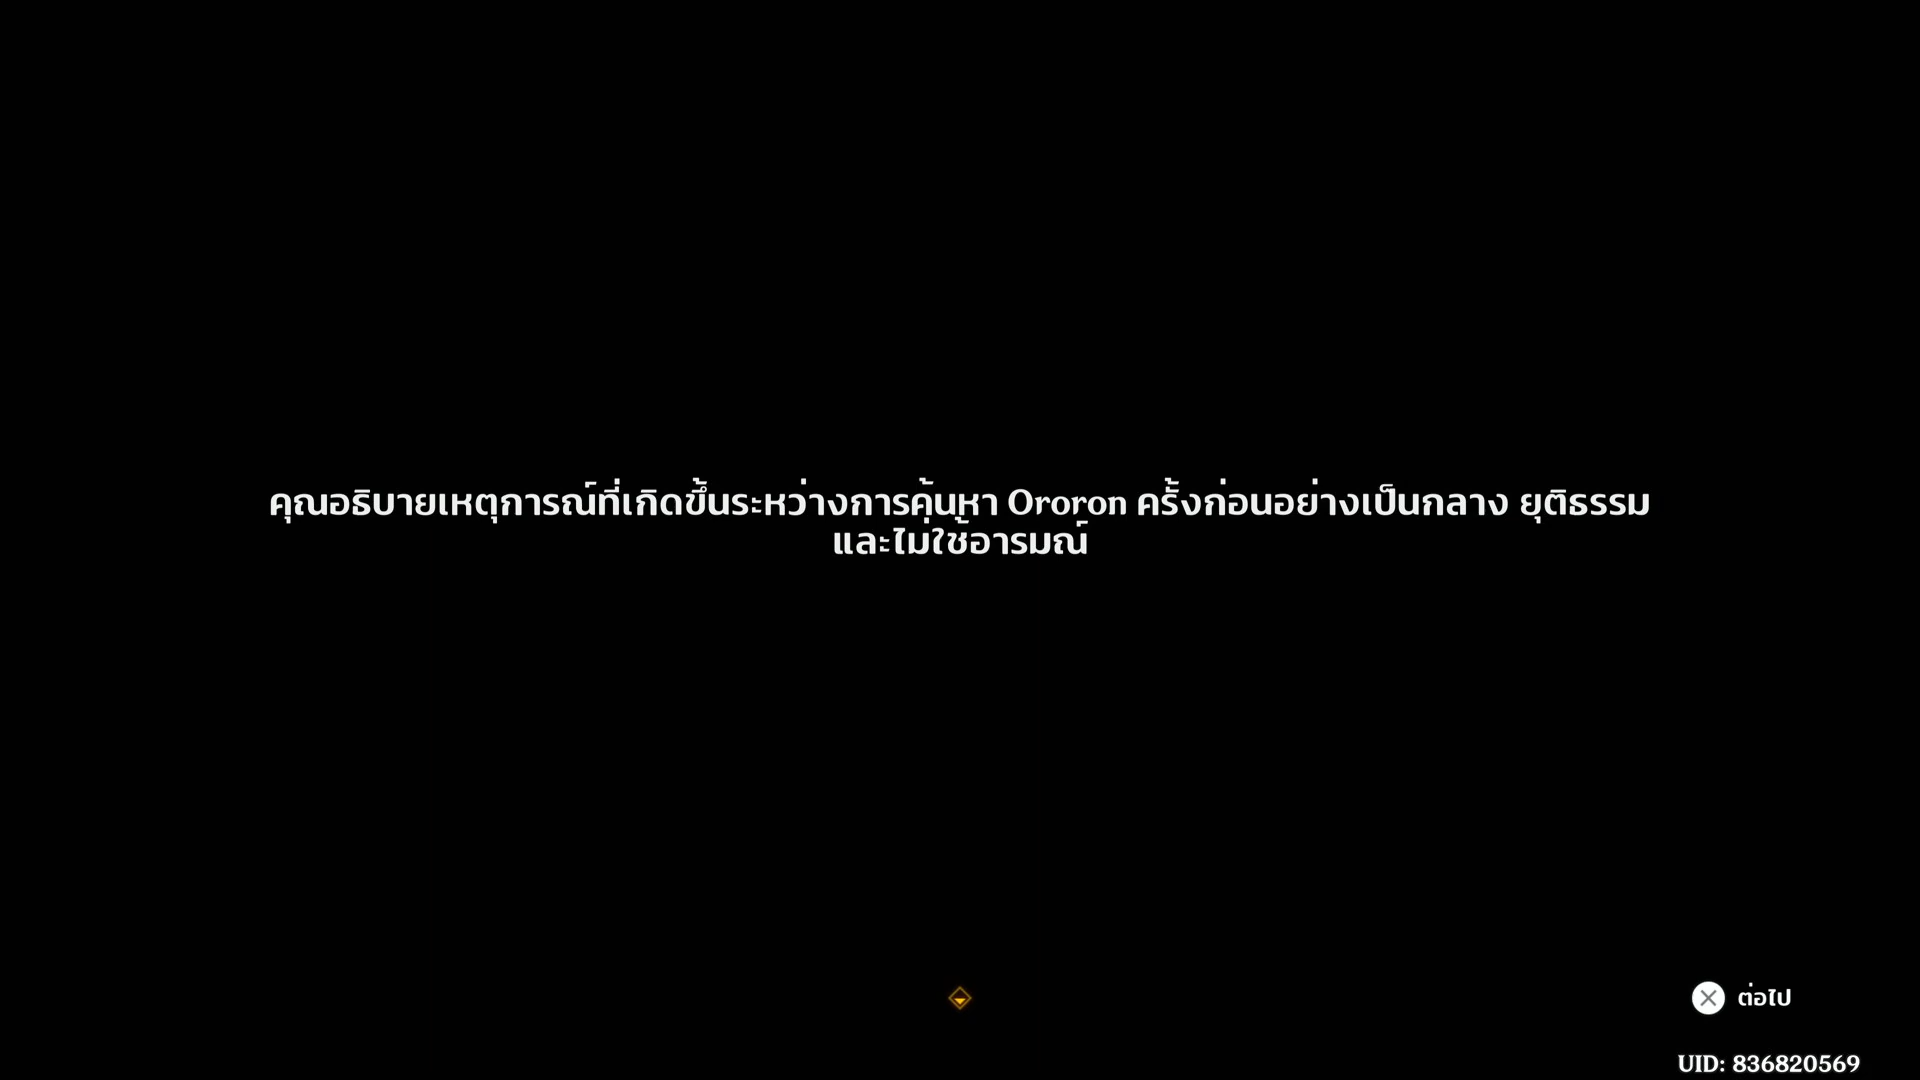 คุณอธิบายเหตุการณ์ที่เกิดขึ้นระหว่างการค้นหา Ororon ครั้งก่อนอย่างเป็นกลาง ยุติธรรม
และไม่ใช้อารมณ์
ต่อไป
UID: 836820569